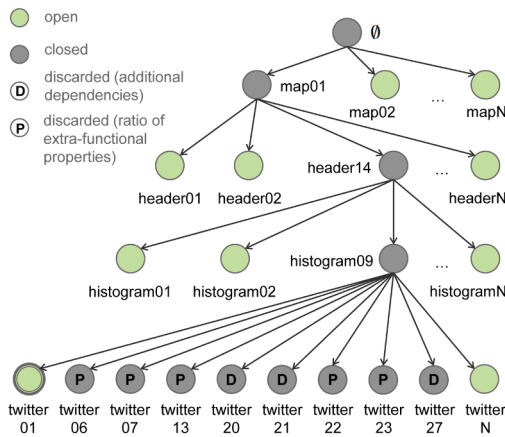 open
closed
D discarded (additional
dependencies)
P discarded (ratio of
extra-functional
properties)
∅
map01
map02
...
mapN
header01
header02
header14
...
headerN
histogram01
histogram02
histogram09
...
histogramN
P P P D D P P D
twitter twitter twitter twitter twitter twitter twitter twitter twitter twitter
01 06 07 13 20 21 22 23 27 N